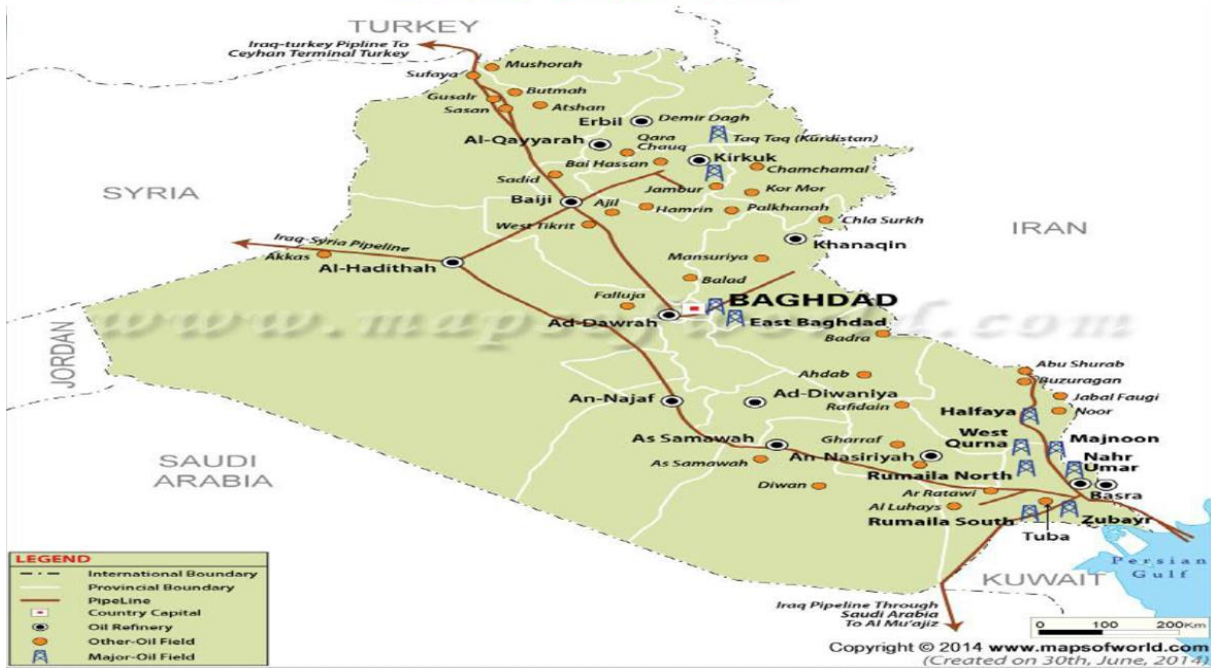 TURKEY
Iraq-turkey Pipline To
Ceyhan Terminal Turkey
Sufaya
Mushorah
Gusalr
Butmah
Sasan
Atshan
Erbil
Demir Dagh
Al-Qayyarah
Qara
Chauq
Taq Taq (Kurdistan)
Bai Hassan
Kirkuk
Chamchamal
SYRIA
Sadid
Jambur
Kor Mor
Baiji
Ajil
Hamrin
Palkhanah
Chla Surkh
West Tikrit
IRAN
Iraq-Syria Pipeline
Khanaqin
Akkas
Al-Hadithah
Mansuriya
Balad
Falluja
BAGHDAD
Ad-Dawrah
East Baghdad
www.mapsofworld.com
Badra
JORDAN
Abu Shurab
Ahdab
Buzuragan
An-Najaf
Ad-Diwaniya
Jabal Faugi
Rafidain
Halfaya
Noor
As Samawah
Gharraf
West
Qurna
Majnoon
SAUDI
ARABIA
As Samawah
An-Nasiriyah
Nahr
Umar
Rumaila North
Diwan
Ar Ratawi
Basra
Al Luhays
Rumaila South
Zubayr
Tuba
Persian
Gulf
KUWAIT
LEGEND
International Boundary
Provincial Boundary
PipeLine
Country Capital
Oil Refinery
Other-Oil Field
Major-Oil Field
Iraq Pipeline Through
Saudi Arabia
To Al Mu'ajiz
0 100 200Km
Copyright © 2014 www.mapsofworld.com
(Created on 30th, June, 2014)